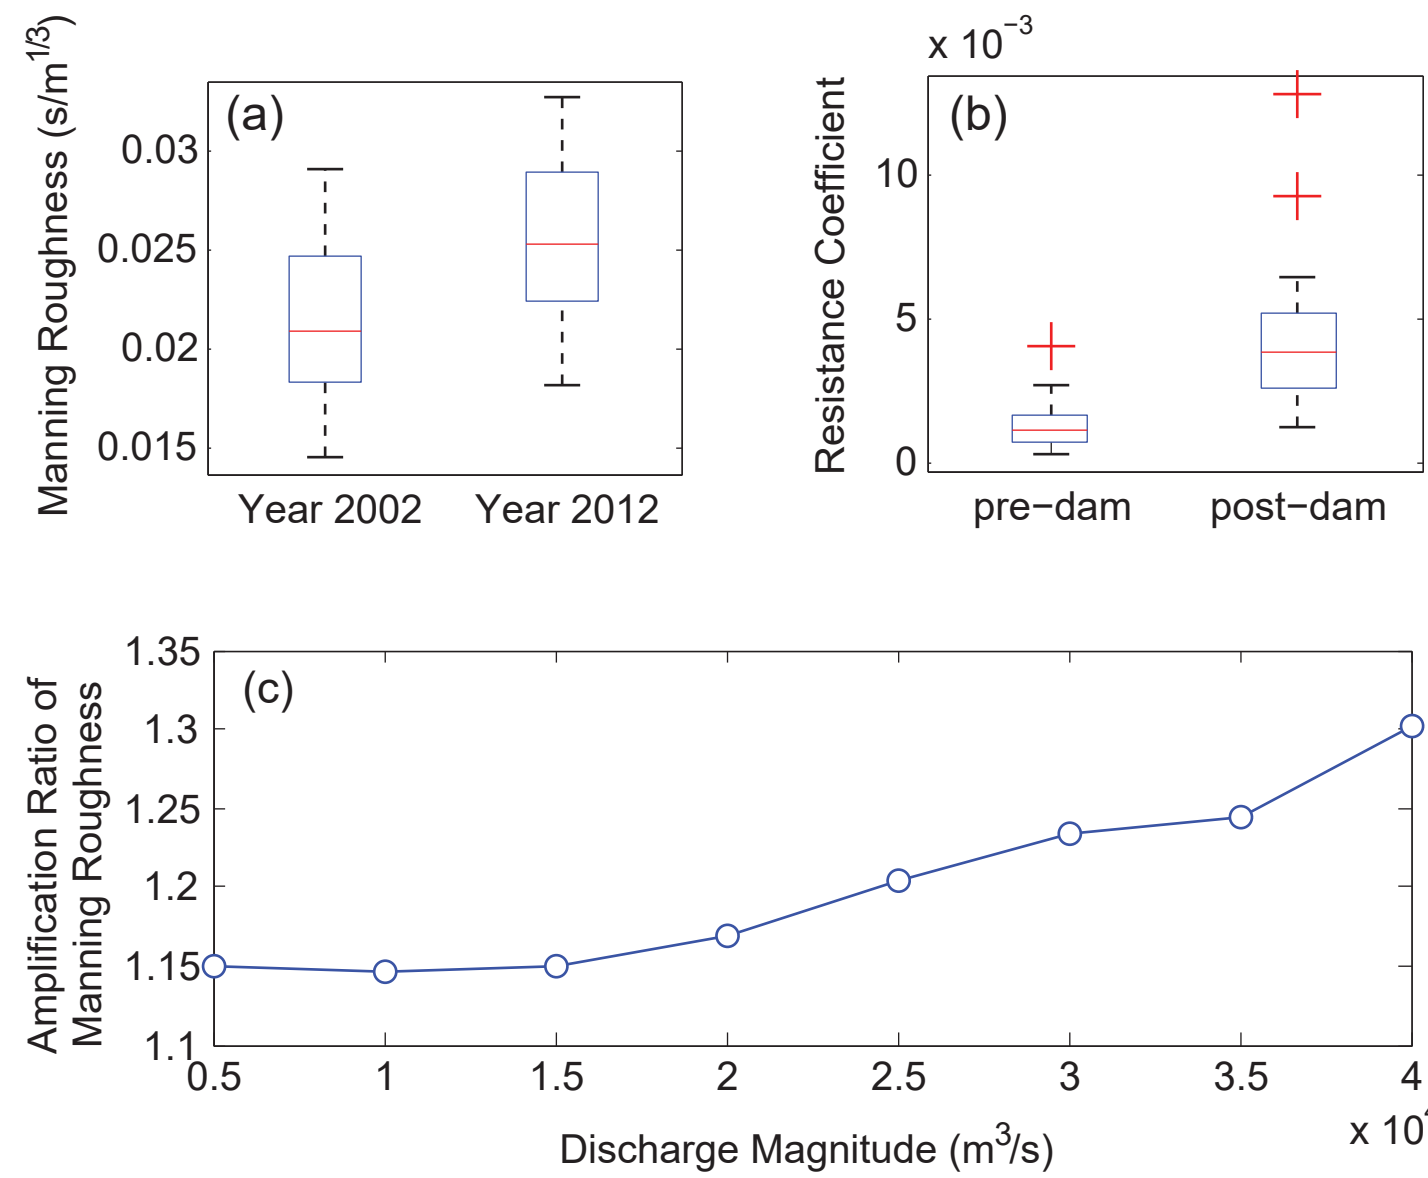 (a)
Manning Roughness (s/m^1/3)
0.03
0.025
0.02
0.015
Year 2002
Year 2012
x 10^−3
(b)
Resistance Coefficient
10
5
0
pre−dam
post−dam
(c)
Amplification Ratio of
Manning Roughness
1.35
1.3
1.25
1.2
1.15
1.1
0.5
1
1.5
2
2.5
3
3.5
4
x 10
Discharge Magnitude (m^3/s)